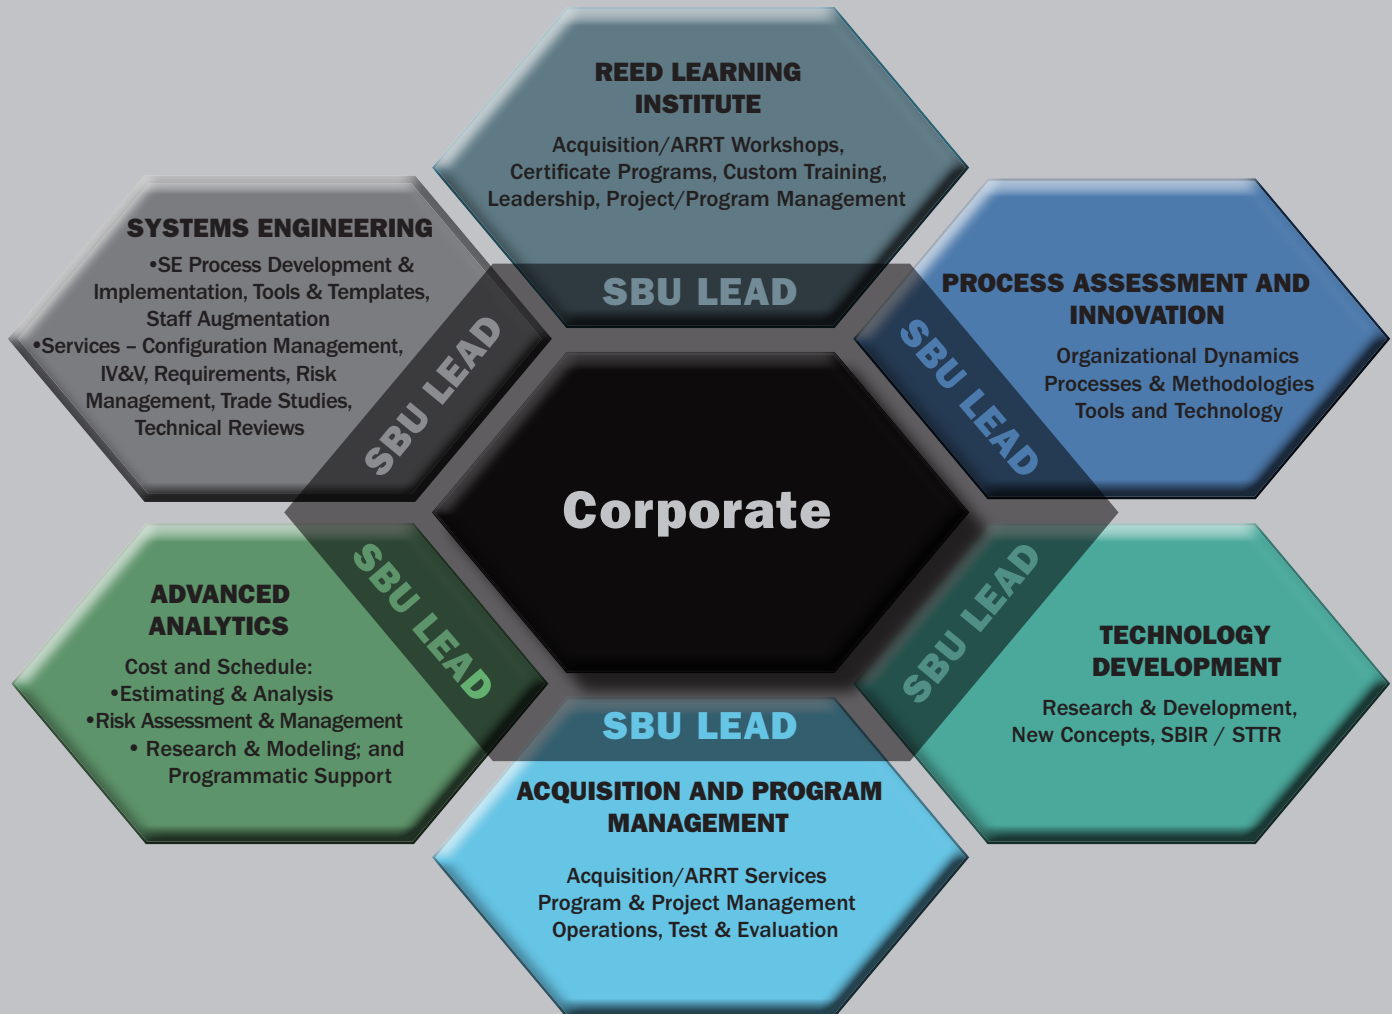 REED LEARNING
INSTITUTE
Acquisition/ARRT Workshops,
Certificate Programs, Custom Training,
Leadership, Project/Program Management
SBU LEAD
SYSTEMS ENGINEERING
•SE Process Development &
Implementation, Tools & Templates,
Staff Augmentation
•Services – Configuration Management,
IV&V, Requirements, Risk
Management, Trade Studies,
Technical Reviews
SBU LEAD
PROCESS ASSESSMENT AND
INNOVATION
Organizational Dynamics
Processes & Methodologies
Tools and Technology
SBU LEAD
Corporate
ADVANCED
ANALYTICS
Cost and Schedule:
•Estimating & Analysis
•Risk Assessment & Management
• Research & Modeling; and
Programmatic Support
SBU LEAD
TECHNOLOGY
DEVELOPMENT
Research & Development,
New Concepts, SBIR / STTR
SBU LEAD
SBU LEAD
ACQUISITION AND PROGRAM
MANAGEMENT
Acquisition/ARRT Services
Program & Project Management
Operations, Test & Evaluation